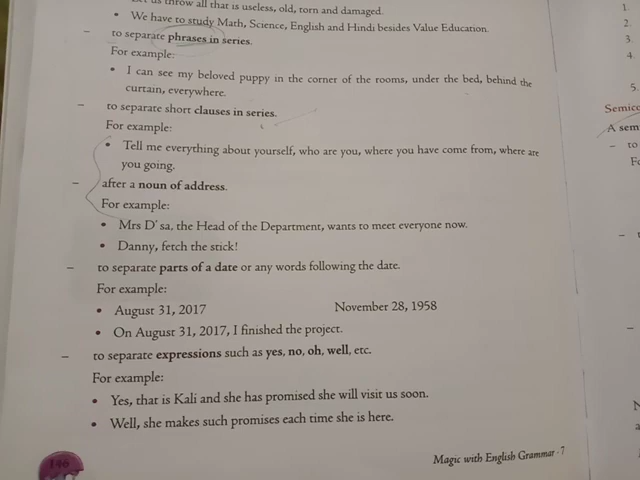 us throw all that is useless, old, torn and damaged.
• We have to study Math, Science, English and Hindi besides Value Education.
– to separate phrases in series.
For example:
• I can see my beloved puppy in the corner of the rooms, under the bed, behind the
curtain, everywhere.
– to separate short clauses in series.
For example:
• Tell me everything about yourself, who are you, where you have come from, where are
you going.
– after a noun of address.
For example:
• Mrs D'sa, the Head of the Department, wants to meet everyone now.
• Danny, fetch the stick!
– to separate parts of a date or any words following the date.
For example:
• August 31, 2017 November 28, 1958
• On August 31, 2017, I finished the project.
– to separate expressions such as yes, no, oh, well, etc.
For example:
• Yes, that is Kali and she has promised she will visit us soon.
• Well, she makes such promises each time she is here.
146
Magic with English Grammar - 7
1.
2.
3.
4.
5.
A
– to